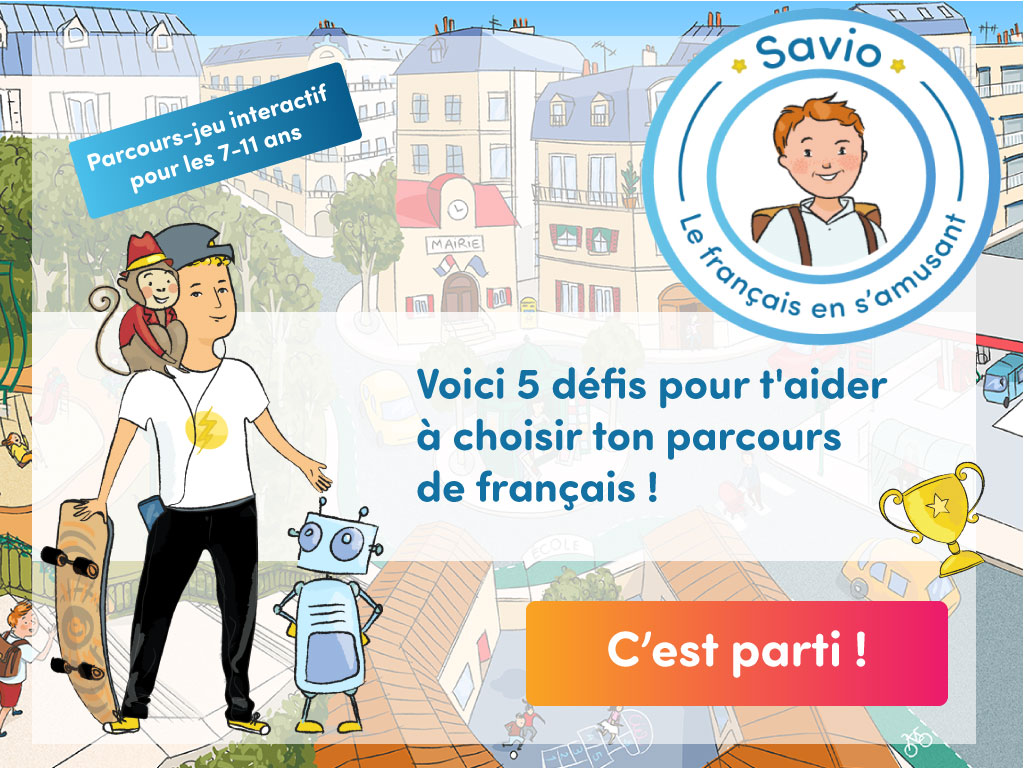 Savio
Le français en s'amusant
Parcours-jeu interactif
pour les 7-11 ans
MAIRIE
Voici 5 défis pour t'aider
à choisir ton parcours
de français !
ÉCOLE
C'est parti !